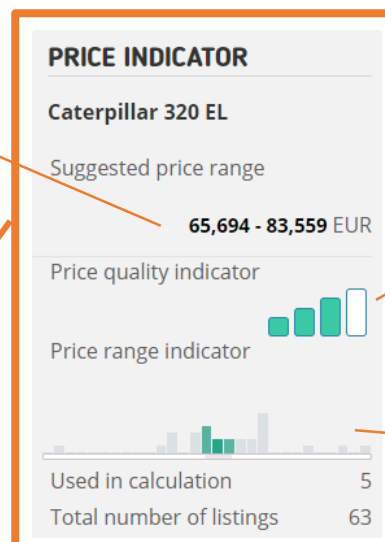 PRICE INDICATOR
Caterpillar 320 EL
Suggested price range
65,694 - 83,559 EUR
Price quality indicator
Price range indicator
Used in calculation 5
Total number of listings 63